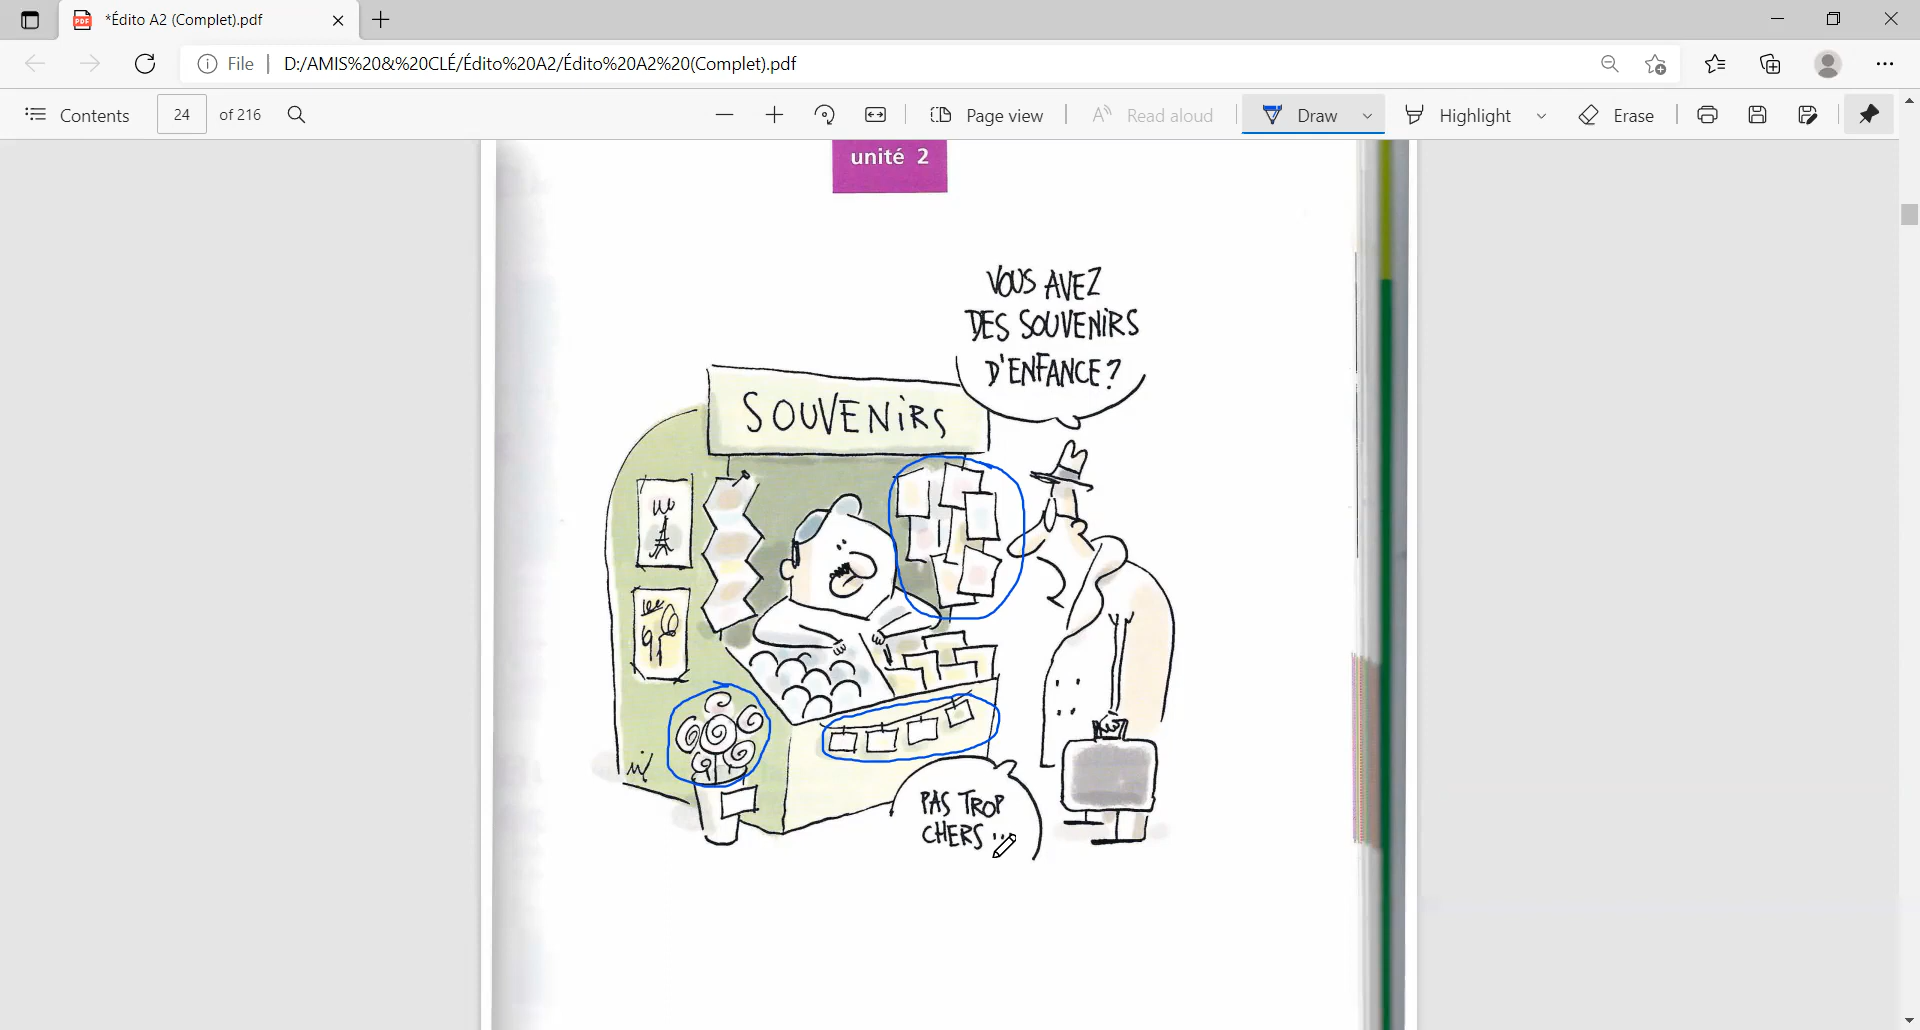 *Édito A2 (Complet).pdf
File
D:/AMIS%20&%20CLÉ/Édito%20A2/Édito%20A2%20(Complet).pdf
Contents
24
of 216
Page view
Read aloud
Draw
Highlight
Erase
unité 2
VOUS AVEZ
DES SOUVENIRS
D'ENFANCE ?
SOUVENIRS
PAS TROP
CHERS ...